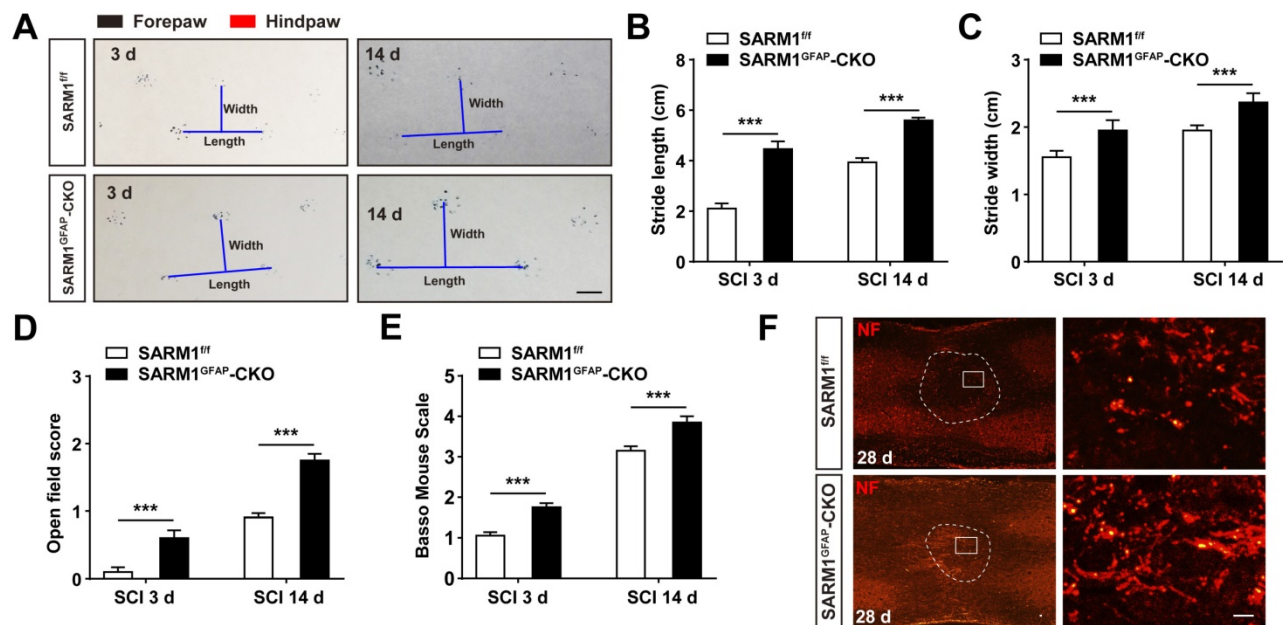 Forepaw Hindpaw
A
SARM1f/f
3 d
Width
Length
14 d
Width
Length
SARM1GFAP-CKO
3 d
Width
Length
14 d
Width
Length
B
SARM1f/f
SARM1GFAP-CKO
Stride length (cm)
8
6
4
2
0
***
***
SCI 3 d SCI 14 d
C
SARM1f/f
SARM1GFAP-CKO
Stride width (cm)
3
2
1
0
***
***
SCI 3 d SCI 14 d
D
SARM1f/f
SARM1GFAP-CKO
Open field score
3
2
1
0
***
***
SCI 3 d SCI 14 d
E
SARM1f/f
SARM1GFAP-CKO
Basso Mouse Scale
5
4
3
2
1
0
***
***
SCI 3 d SCI 14 d
F
SARM1f/f
NF
28 d
SARM1GFAP-CKO
NF
28 d